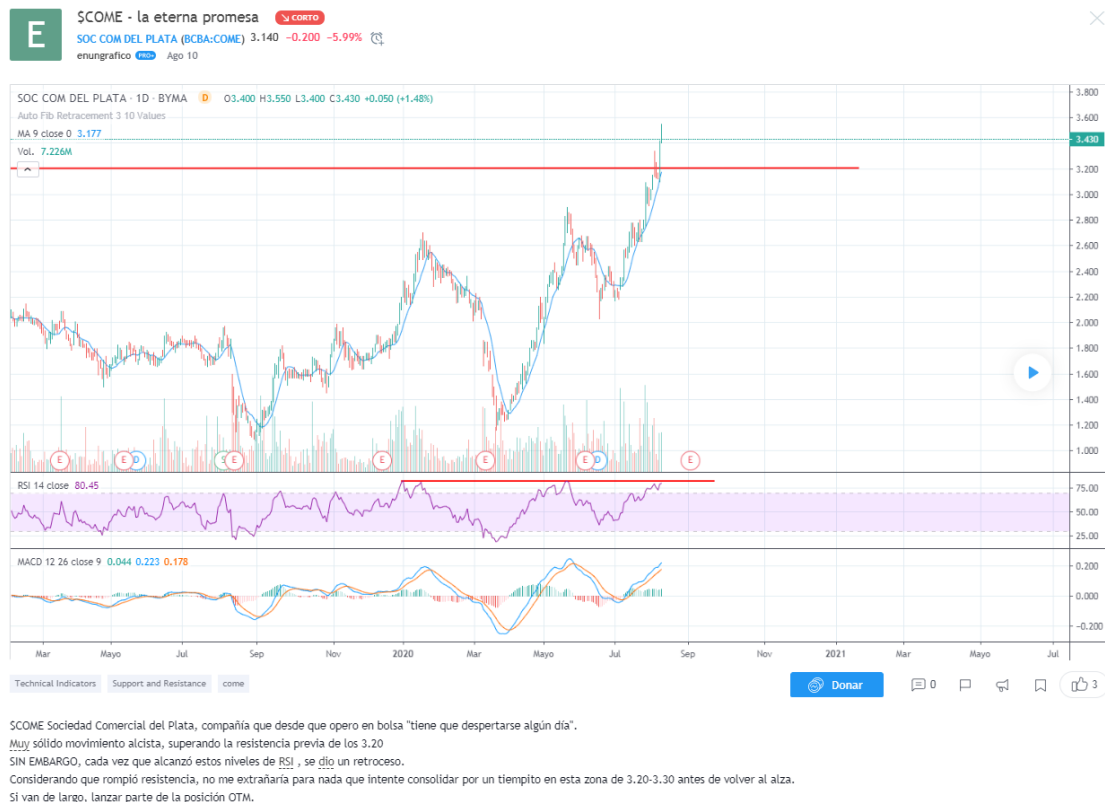 E
$COME - la eterna promesa
CORTO
SOC COM DEL PLATA (BCBA:COME) 3.140 −0.200 −5.99%
enungrafico PRO+ Ago 10
SOC COM DEL PLATA · 1D · BYMA D O3.400 H3.550 L3.400 C3.430 +0.050 (+1.48%)
Auto Fib Retracement 3 10 Values
MA 9 close 0 3.177
Vol. 7.226M
3.800
3.600
3.430
3.200
3.000
2.800
2.600
2.400
2.200
2.000
1.800
1.600
1.400
1.200
1.000
E E D E E E E D E
RSI 14 close 80.45
75.00
50.00
25.00
MACD 12 26 close 9 0.044 0.223 0.178
0.200
0.000
−0.200
Mar Mayo Jul Sep Nov 2020 Mar Mayo Jul Sep Nov 2021 Mar Mayo Jul
Technical Indicators Support and Resistance come
Donar 0 3
$COME Sociedad Comercial del Plata, compañía que desde que opero en bolsa "tiene que despertarse algún día".
Muy sólido movimiento alcista, superando la resistencia previa de los 3.20
SIN EMBARGO, cada vez que alcanzó estos niveles de RSI , se dio un retroceso.
Considerando que rompió resistencia, no me extrañaría para nada que intente consolidar por un tiempito en esta zona de 3.20-3.30 antes de volver al alza.
Si van de largo, lanzar parte de la posición OTM.